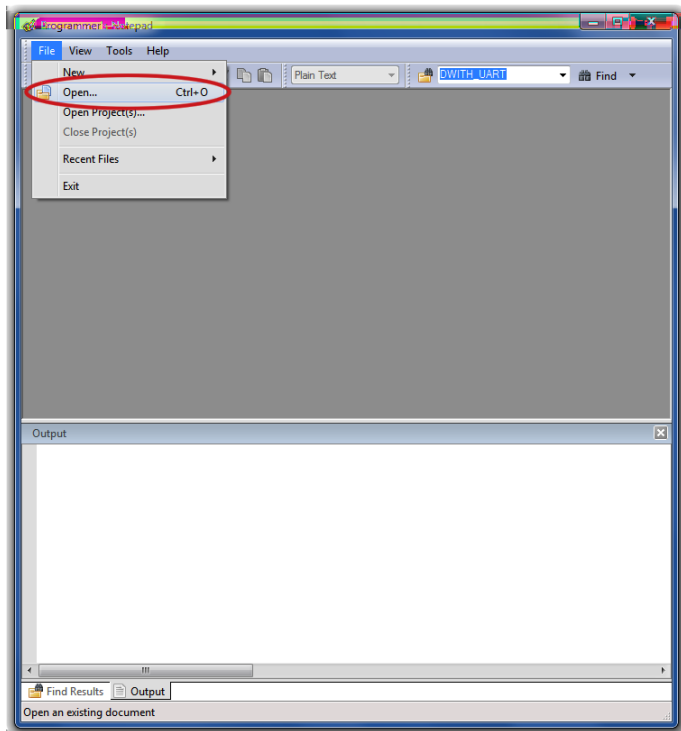 Programmer's Notepad
File View Tools Help
New
Plain Text
DWITH_UART
Find
Open... Ctrl+O
Open Project(s)...
Close Project(s)
Recent Files
Exit
Output
Find Results Output
Open an existing document